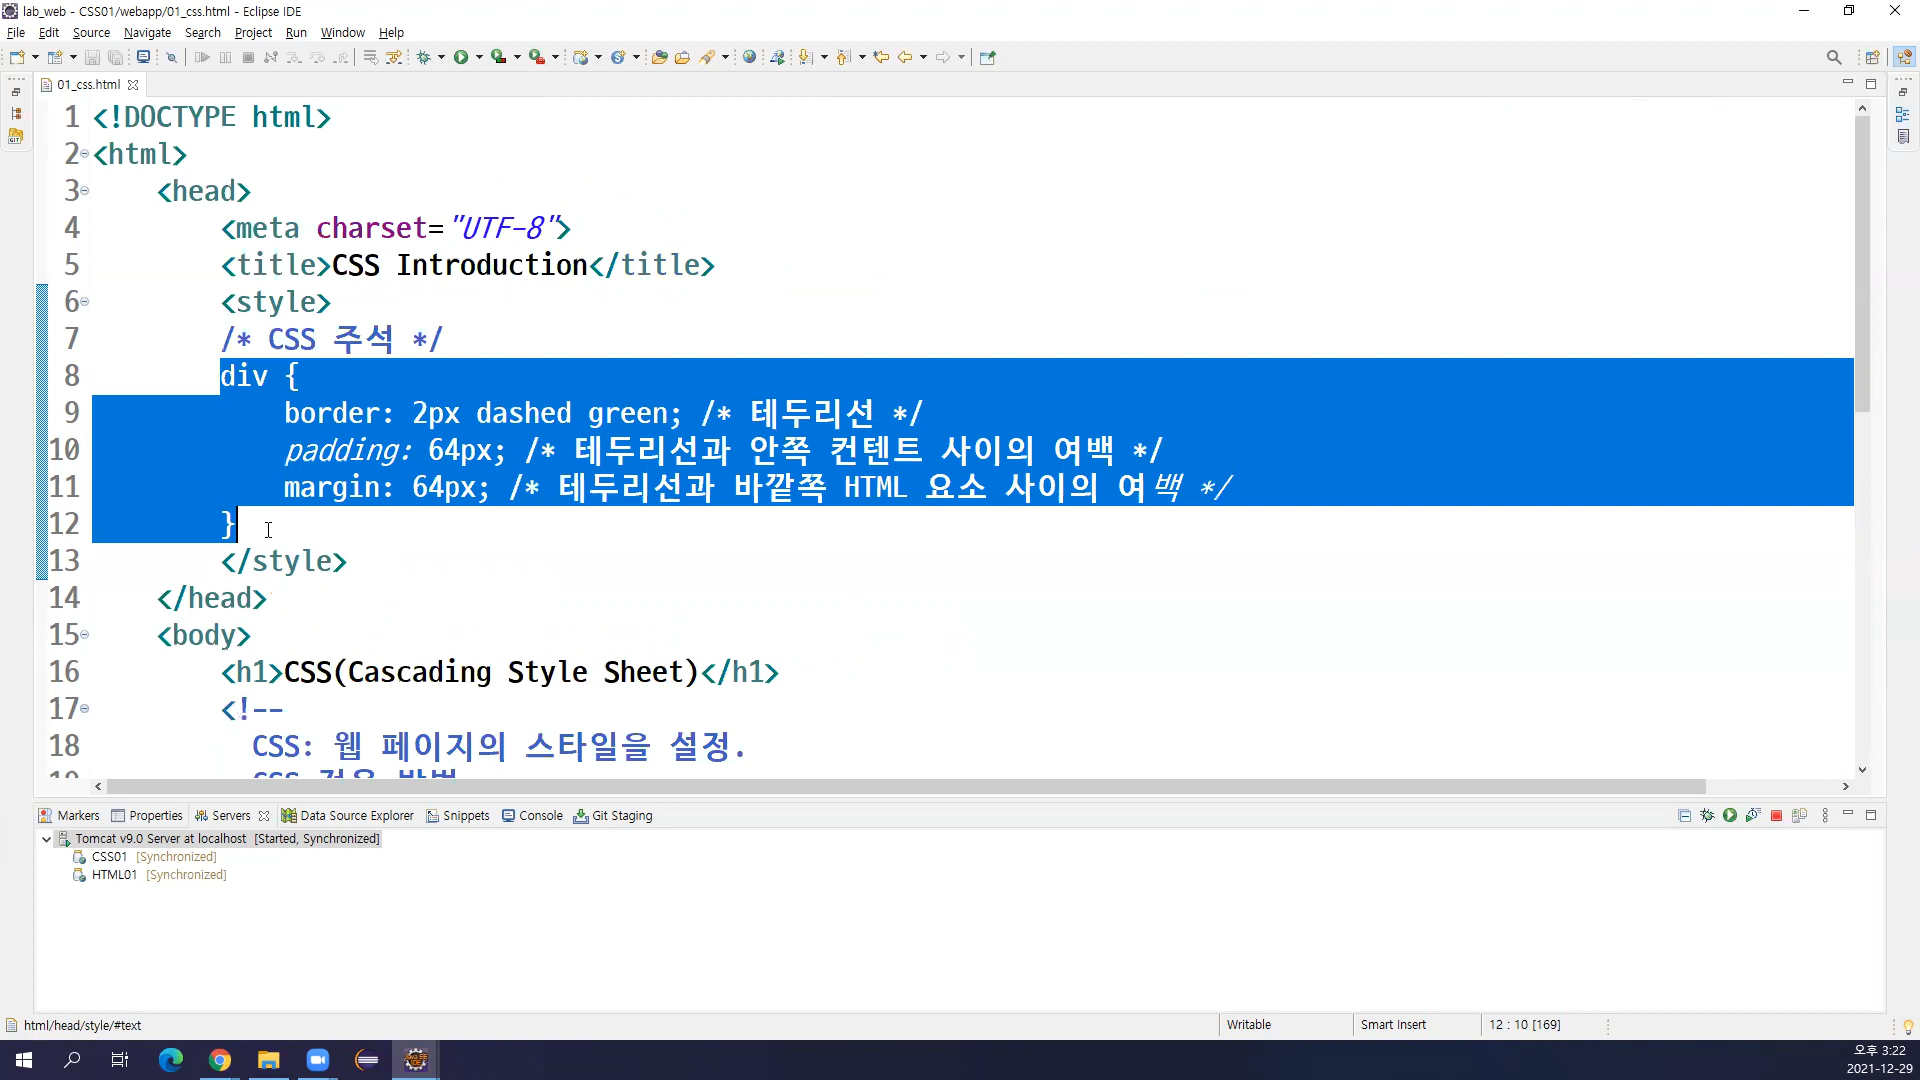 lab_web - CSS01/webapp/01_css.html - Eclipse IDE
File Edit Source Navigate Search Project Run Window Help
01_css.html
1 <!DOCTYPE html>
2 <html>
3 <head>
4 <meta charset="UTF-8">
5 <title>CSS Introduction</title>
6 <style>
7 /* CSS 주석 */
8 div {
9 border: 2px dashed green; /* 테두리선 */
10 padding: 64px; /* 테두리선과 안쪽 컨텐트 사이의 여백 */
11 margin: 64px; /* 테두리선과 바깥쪽 HTML 요소 사이의 여백 */
12 }
13 </style>
14 </head>
15 <body>
16 <h1>CSS(Cascading Style Sheet)</h1>
17 <!--
18 CSS: 웹 페이지의 스타일을 설정.
Markers Properties Servers Data Source Explorer Snippets Console Git Staging
Tomcat v9.0 Server at localhost [Started, Synchronized]
CSS01 [Synchronized]
HTML01 [Synchronized]
html/head/style/#text Writable Smart Insert 12 : 10 [169]
오후 3:22
2021-12-29